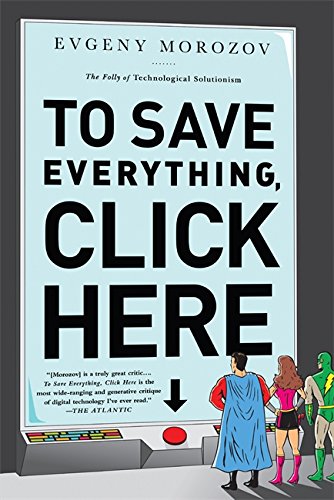 EVGENY MOROZOV
The Folly of Technological Solutionism
TO SAVE
EVERYTHING,
CLICK
HERE
“[Morozov] is a truly great critic....
To Save Everything, Click Here is the
most wide-ranging and generative critique
of digital technology I've ever read.”
—THE ATLANTIC